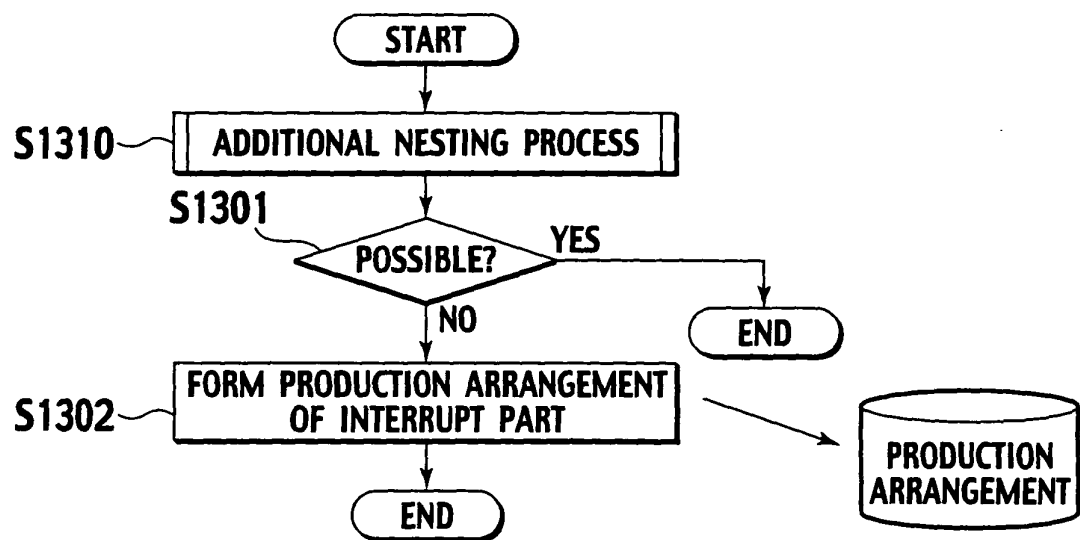 START
S1310
ADDITIONAL NESTING PROCESS
S1301
POSSIBLE?
YES
NO
END
S1302
FORM PRODUCTION ARRANGEMENT
OF INTERRUPT PART
PRODUCTION
ARRANGEMENT
END